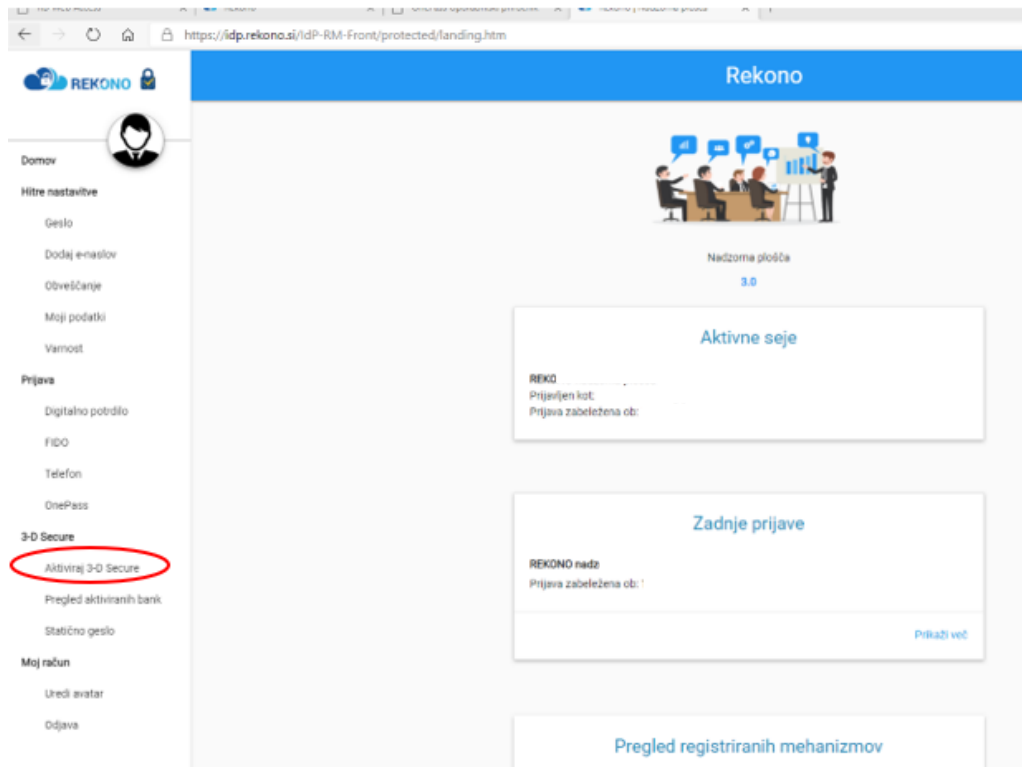 https://idp.rekono.si/IdP-RM-Front/protected/landing.htm
REKONO
Rekono
Domov
Hitre nastavitve
Geslo
Dodaj e-naslov
Obveščanje
Moji podatki
Varnost
Prijava
Digitalno potrdilo
FIDO
Telefon
OnePass
3-D Secure
Aktiviraj 3-D Secure
Pregled aktiviranih bank
Statično geslo
Moj račun
Uredi avatar
Odjava
Nadzorna plošča
3.0
Aktivne seje
REKO
Prijavljen kot:
Prijava zabeležena ob:
Zadnje prijave
REKONO nadz
Prijava zabeležena ob:
Prikaži več
Pregled registriranih mehanizmov